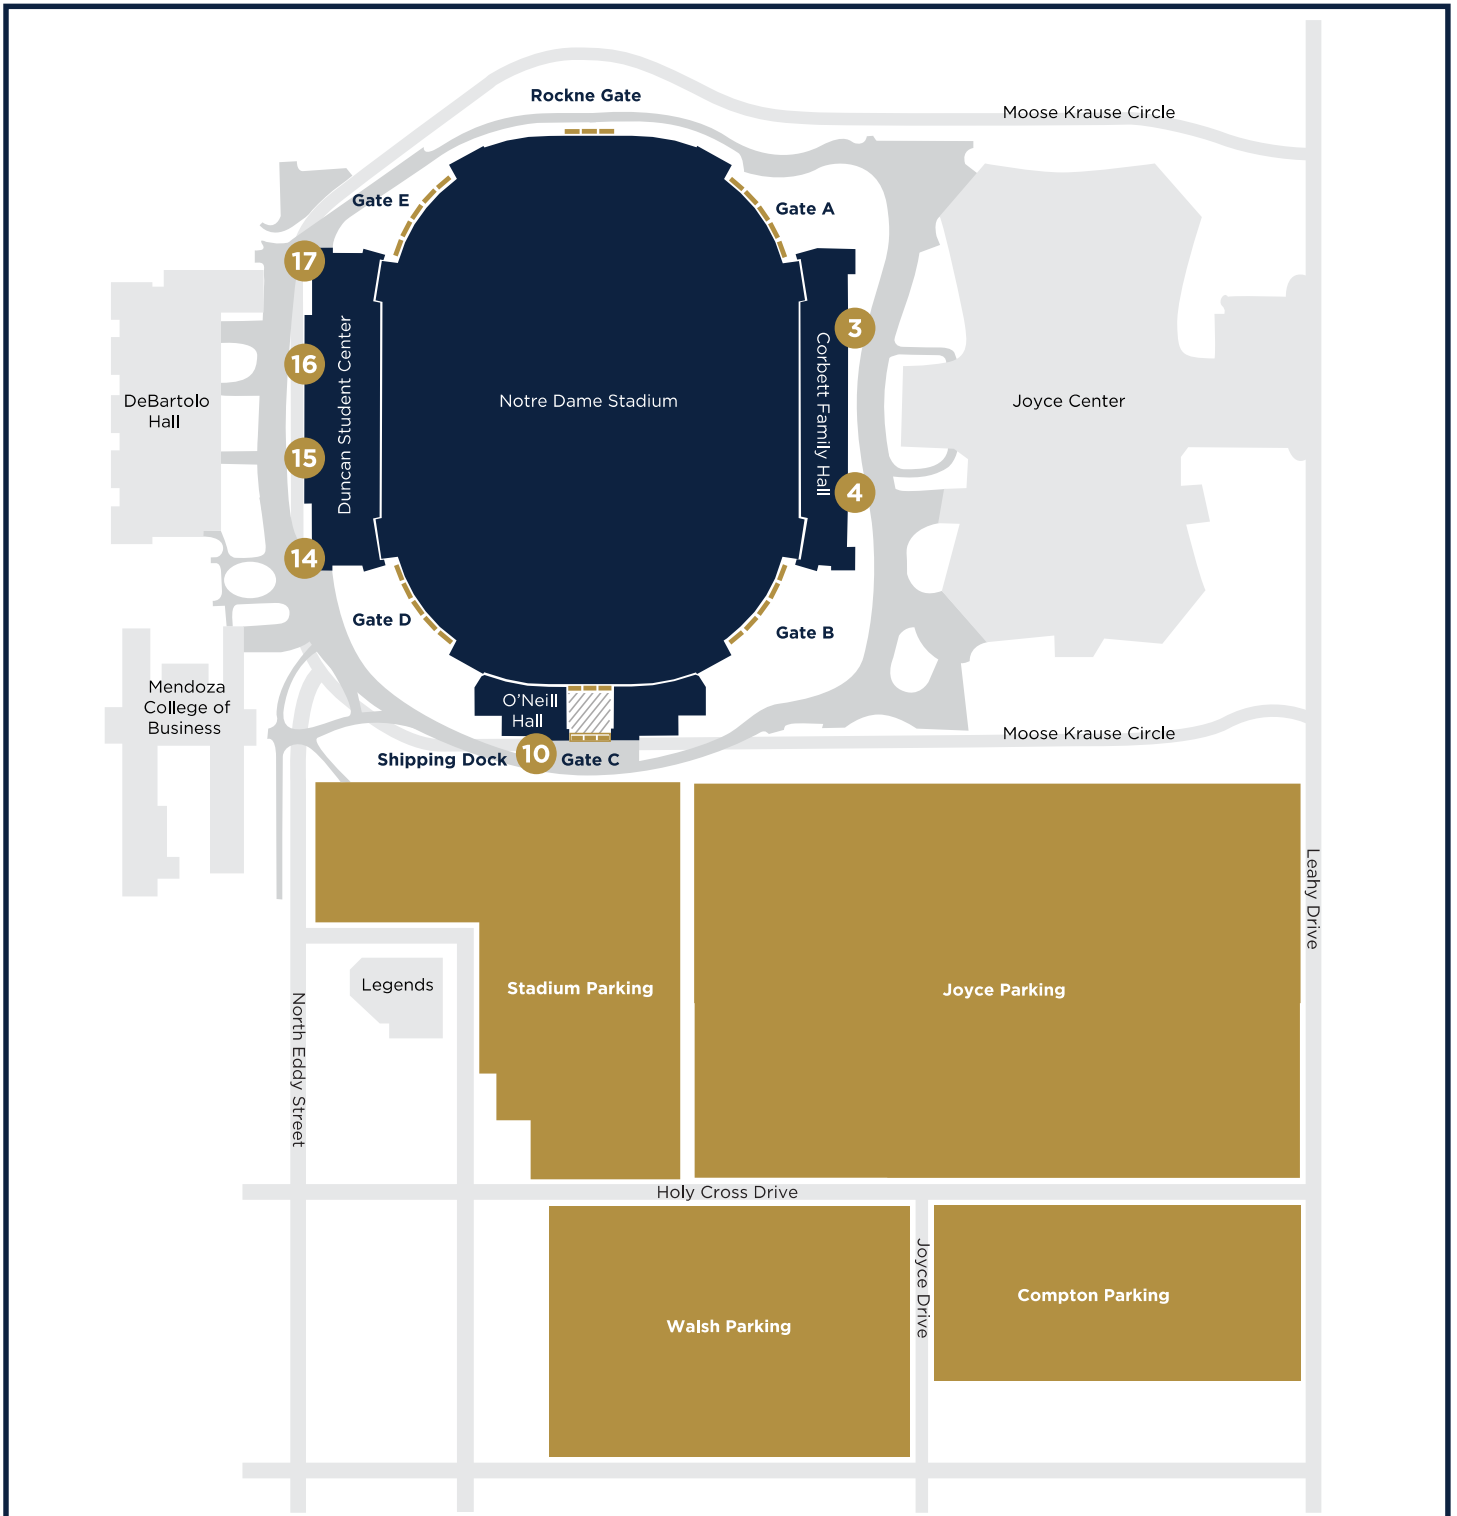 Rockne Gate
Moose Krause Circle
Gate E
Gate A
17
3
16
Duncan Student Center
Corbett Family Hall
DeBartolo
Hall
Notre Dame Stadium
Joyce Center
15
4
14
Gate D
Gate B
Mendoza
College of
Business
O'Neill
Hall
Moose Krause Circle
Shipping Dock
10
Gate C
Leahy Drive
Legends
Stadium Parking
Joyce Parking
North Eddy Street
Holy Cross Drive
Joyce Drive
Compton Parking
Walsh Parking